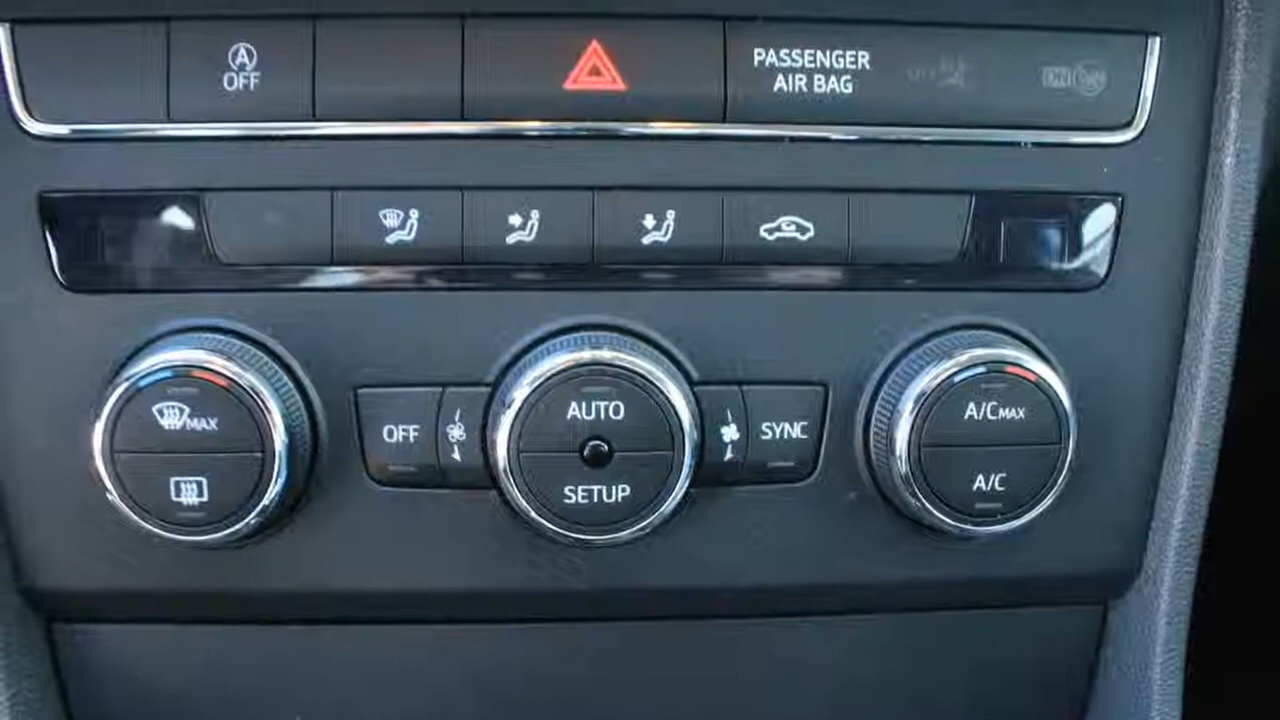 A
OFF
PASSENGER
AIR BAG
MAX
OFF
AUTO
SETUP
SYNC
A/CMAX
A/C